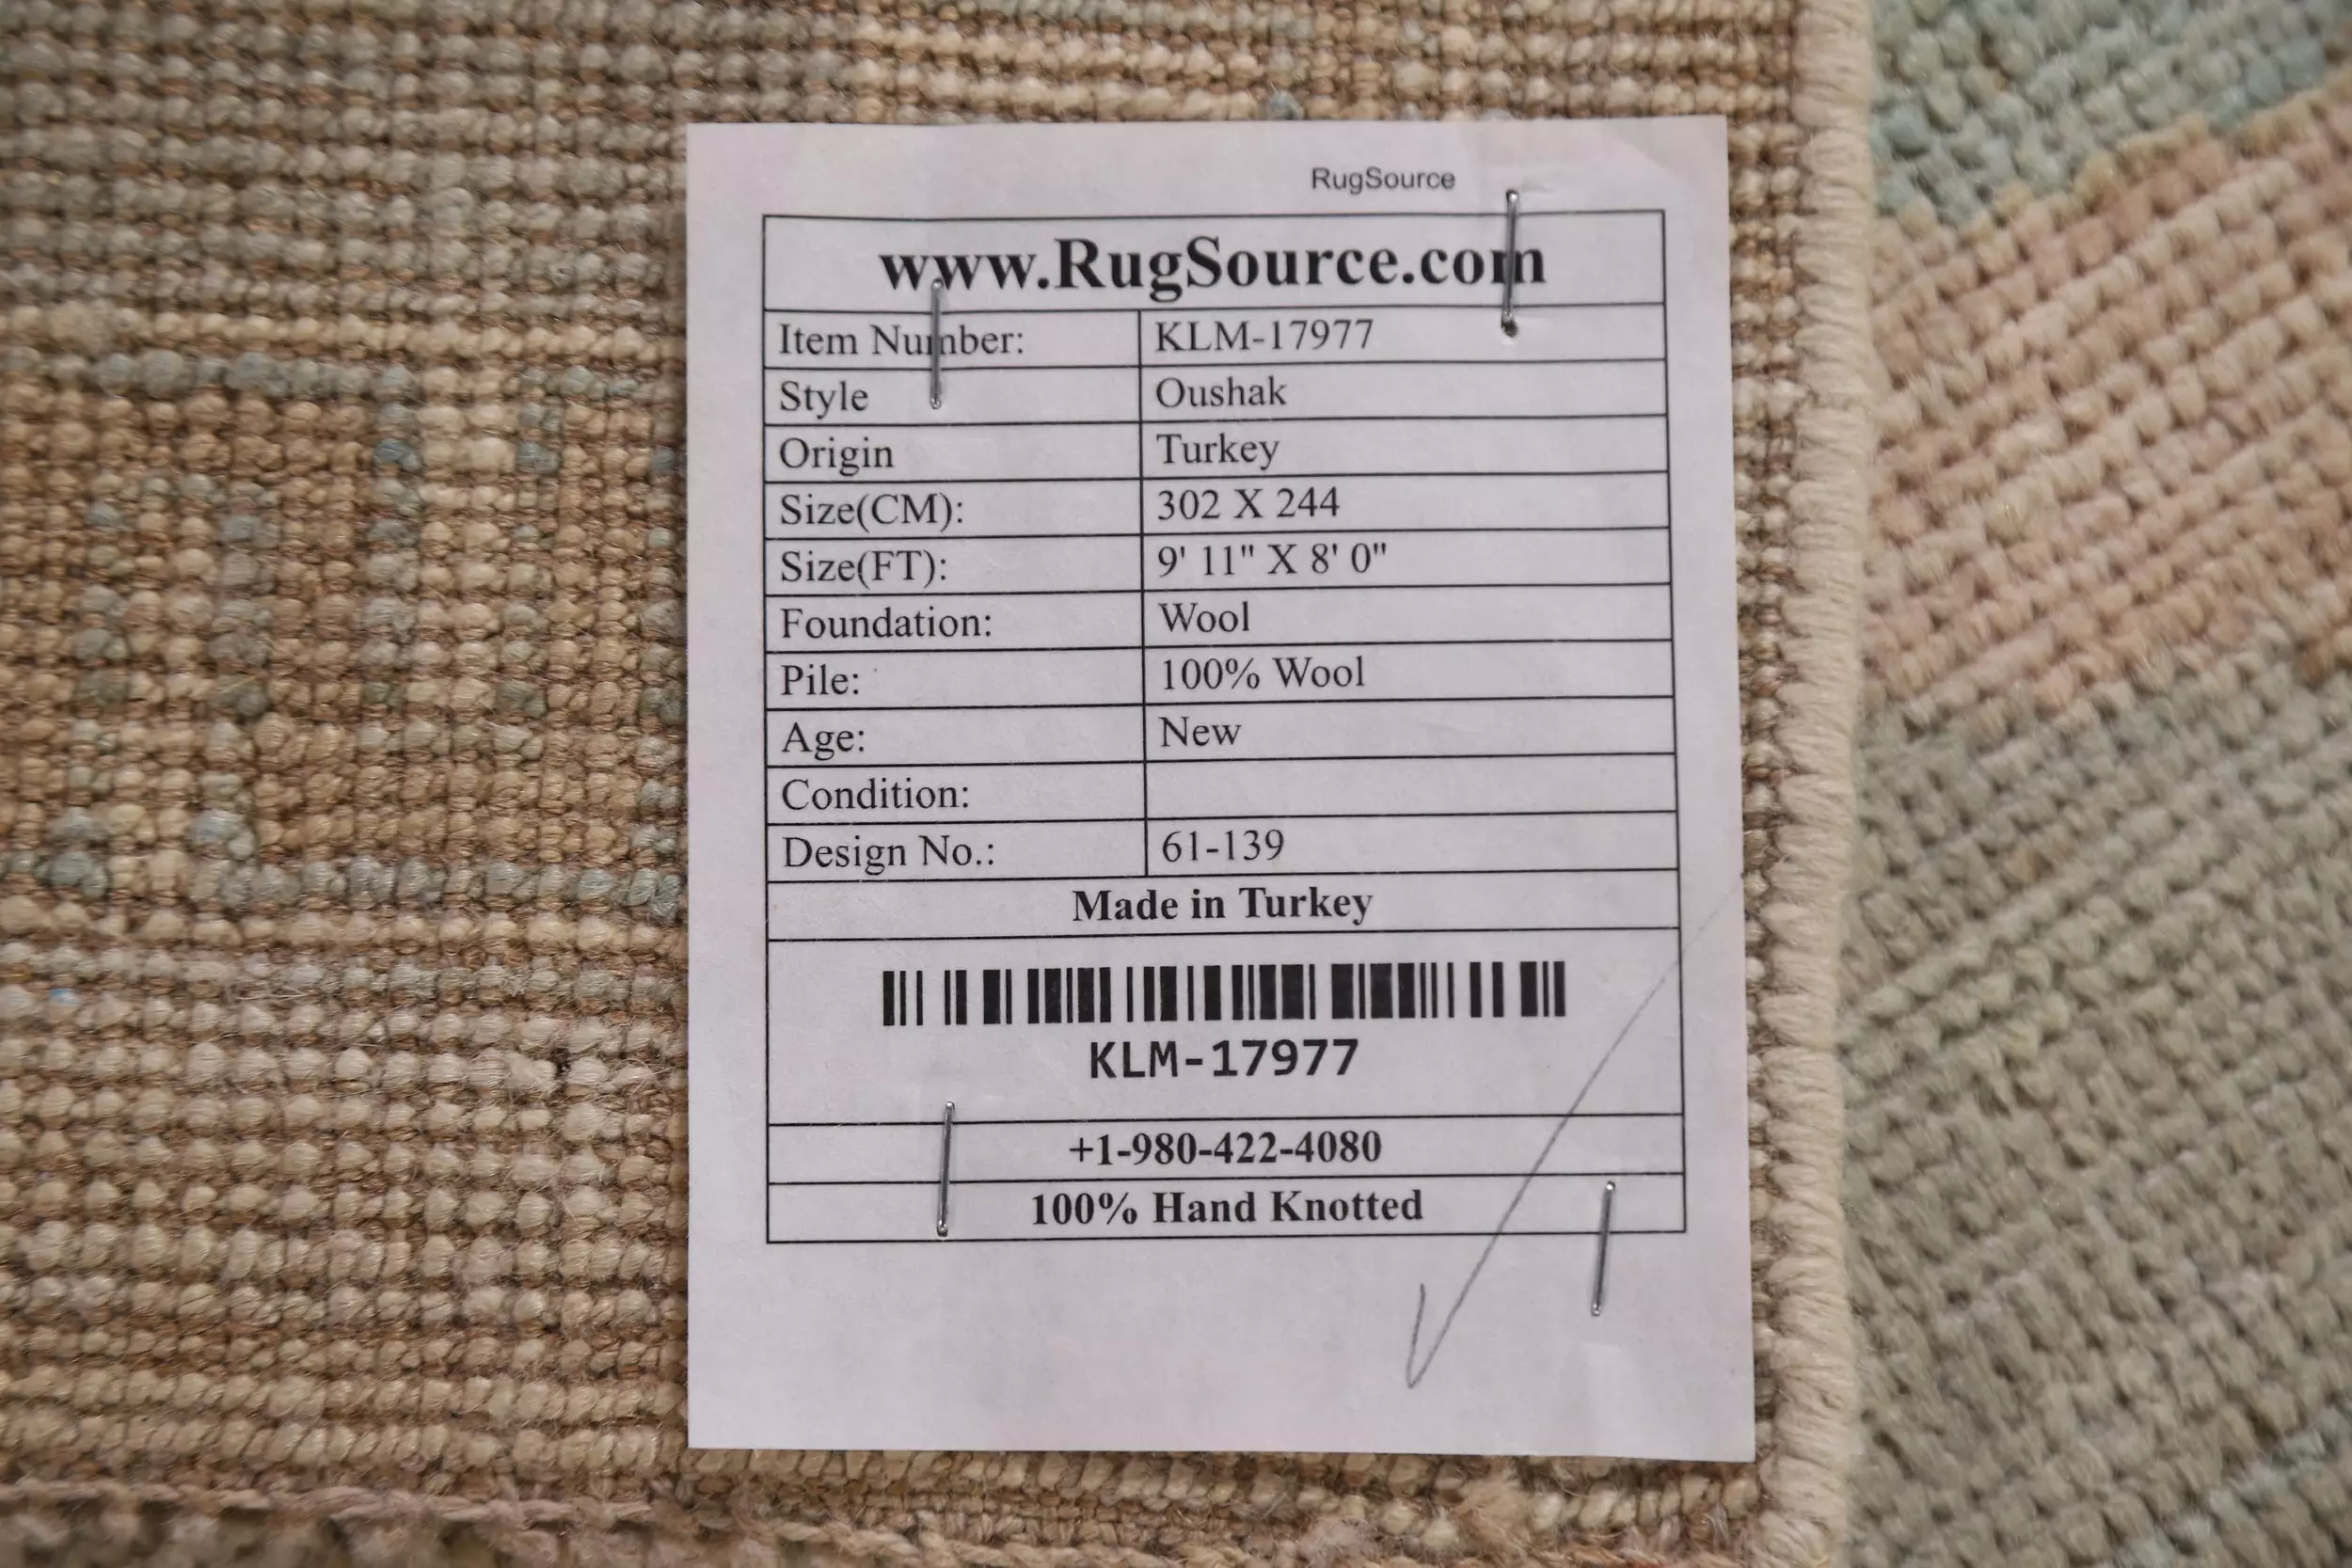 RugSource
www.RugSource.com
Item Number: KLM-17977
Style Oushak
Origin Turkey
Size(CM): 302 X 244
Size(FT): 9' 11" X 8' 0"
Foundation: Wool
Pile: 100% Wool
Age: New
Condition:
Design No.: 61-139
Made in Turkey
KLM-17977
+1-980-422-4080
100% Hand Knotted